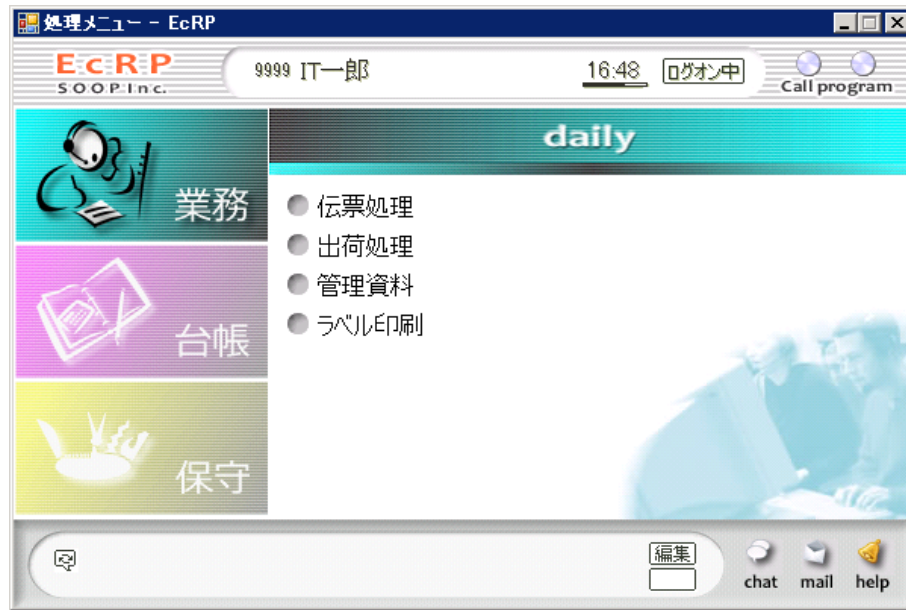 処理メニュー - EcRP
EcRP
SOOP Inc.
9999 IT一郎
16:48
ログオン中
Call program
業務
台帳
保守
daily
伝票処理
出荷処理
管理資料
ラベル印刷
編集
chat
mail
help